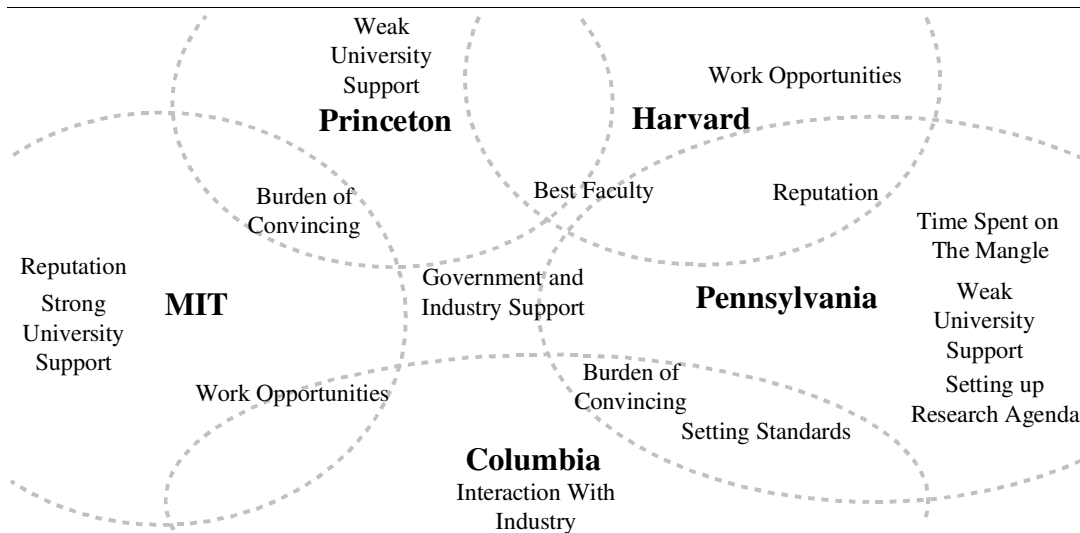 Weak
University
Support
Princeton
Work Opportunities
Harvard
Burden of
Convincing
Best Faculty
Reputation
Time Spent on
The Mangle
Reputation
Strong
University
Support
MIT
Government and
Industry Support
Pennsylvania
Weak
University
Support
Setting up
Research Agenda
Work Opportunities
Burden of
Convincing
Setting Standards
Columbia
Interaction With
Industry